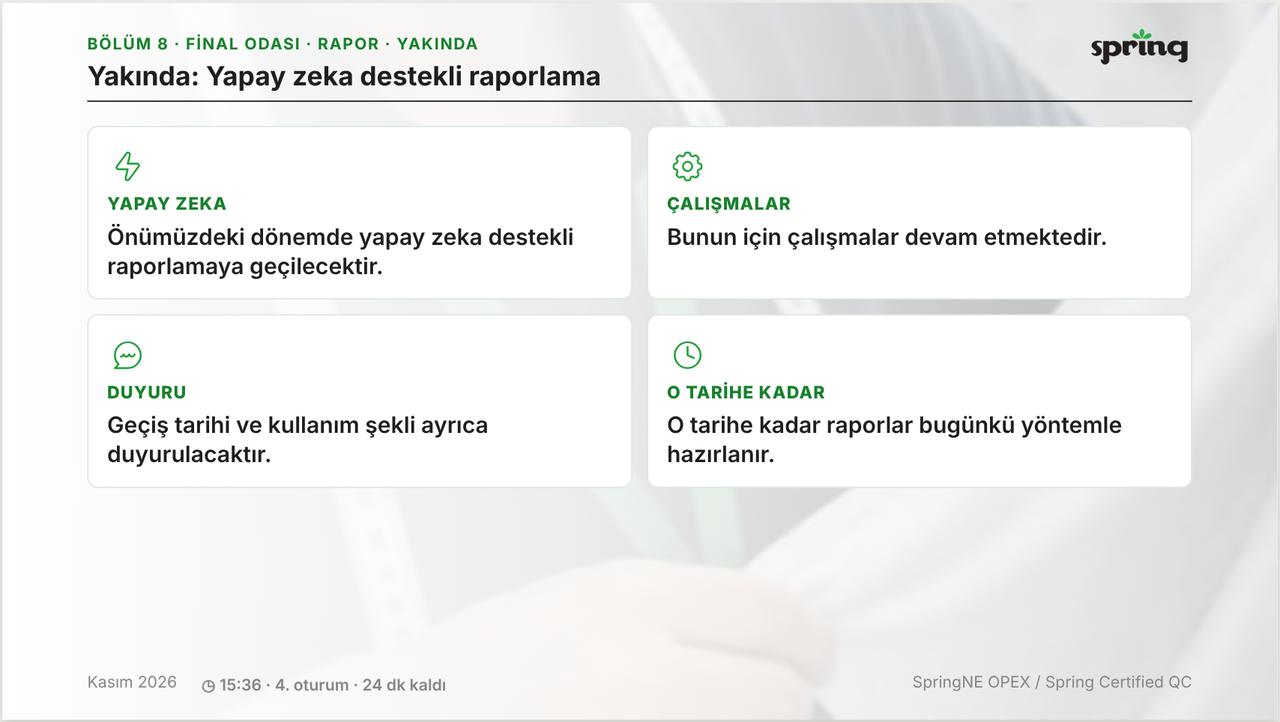 BÖLÜM 8 · FİNAL ODASI · RAPOR · YAKINDA
spring
Yakında: Yapay zeka destekli raporlama
YAPAY ZEKA
Önümüzdeki dönemde yapay zeka destekli
raporlamaya geçilecektir.
ÇALIŞMALAR
Bunun için çalışmalar devam etmektedir.
DUYURU
Geçiş tarihi ve kullanım şekli ayrıca
duyurulacaktır.
O TARİHE KADAR
O tarihe kadar raporlar bugünkü yöntemle
hazırlanır.
Kasım 2026
15:36 · 4. oturum · 24 dk kaldı
SpringNE OPEX / Spring Certified QC